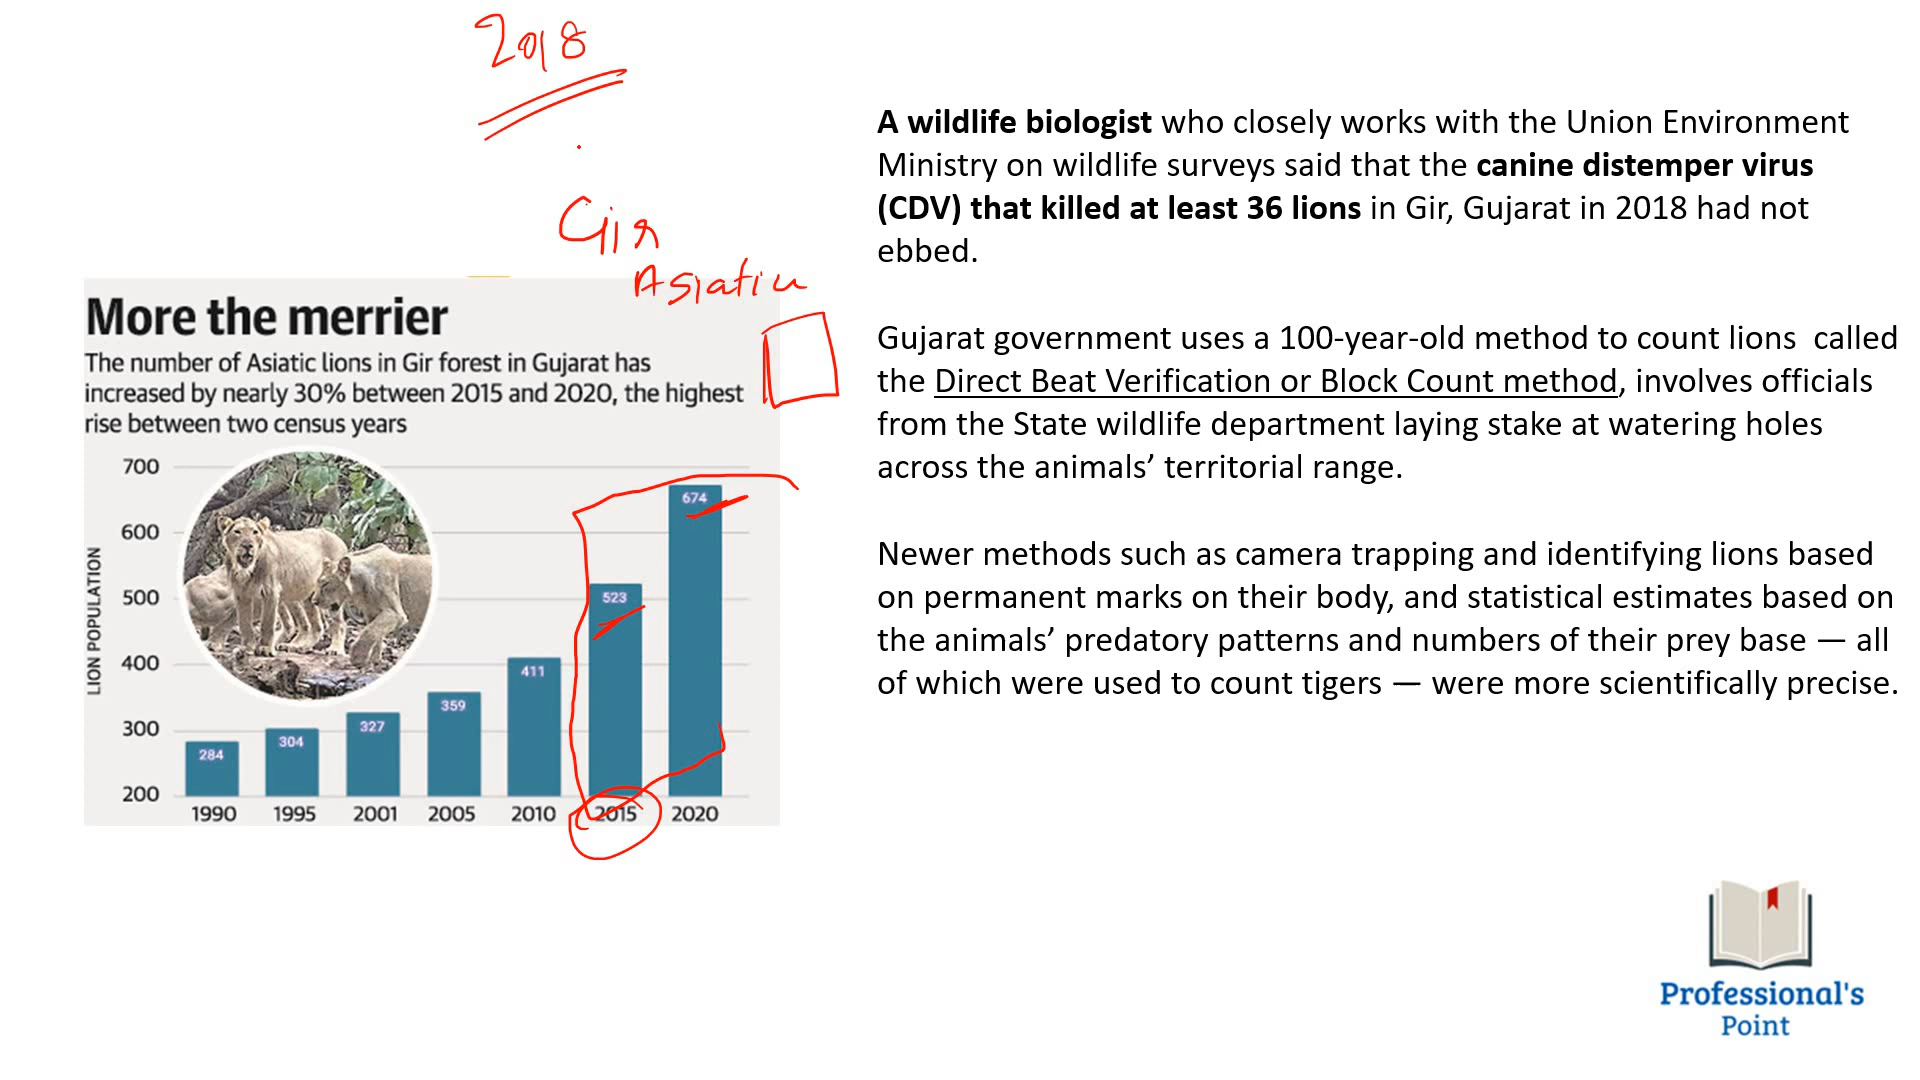 2018
Gir
Asiatic
More the merrier
The number of Asiatic lions in Gir forest in Gujarat has
increased by nearly 30% between 2015 and 2020, the highest
rise between two census years
LION POPULATION
700
600
500
400
300
200
284
304
327
359
411
523
674
1990 1995 2001 2005 2010 2015 2020
A wildlife biologist who closely works with the Union Environment
Ministry on wildlife surveys said that the canine distemper virus
(CDV) that killed at least 36 lions in Gir, Gujarat in 2018 had not
ebbed.
Gujarat government uses a 100-year-old method to count lions called
the Direct Beat Verification or Block Count method, involves officials
from the State wildlife department laying stake at watering holes
across the animals’ territorial range.
Newer methods such as camera trapping and identifying lions based
on permanent marks on their body, and statistical estimates based on
the animals’ predatory patterns and numbers of their prey base — all
of which were used to count tigers — were more scientifically precise.
Professional's
Point